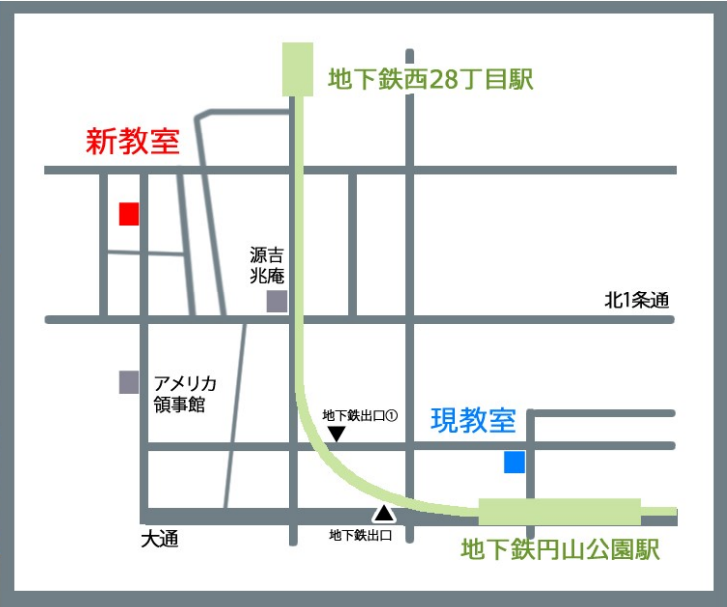 地下鉄西28丁目駅
新教室
源吉
兆庵
北1条通
アメリカ
領事館
地下鉄出口①
現教室
大通
地下鉄出口
地下鉄円山公園駅